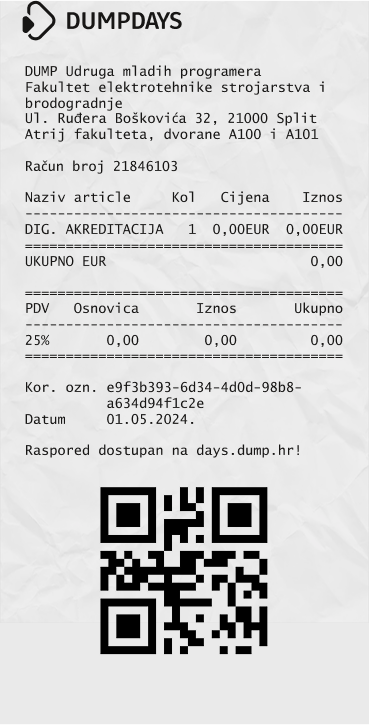 DUMPDAYS
DUMP Udruga mladih programera
Fakultet elektrotehnike strojarstva i
brodogradnje
Ul. Ruđera Boškovića 32, 21000 Split
Atrij fakulteta, dvorane A100 i A101
Račun broj 21846103
Naziv article Kol Cijena Iznos
DIG. AKREDITACIJA 1 0,00EUR 0,00EUR
UKUPNO EUR 0,00
PDV Osnovica Iznos Ukupno
25% 0,00 0,00 0,00
Kor. ozn. e9f3b393-6d34-4d0d-98b8-
a634d94f1c2e
Datum 01.05.2024.
Raspored dostupan na days.dump.hr!